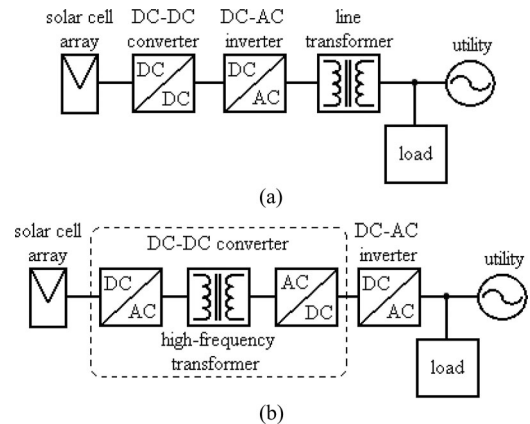 solar cell
array
DC-DC
converter
DC-AC
inverter
line
transformer
utility
DC
DC
DC
AC
load
(a)
solar cell
array
DC-DC converter
DC-AC
inverter
utility
DC
AC
AC
DC
DC
AC
high-frequency
transformer
load
(b)